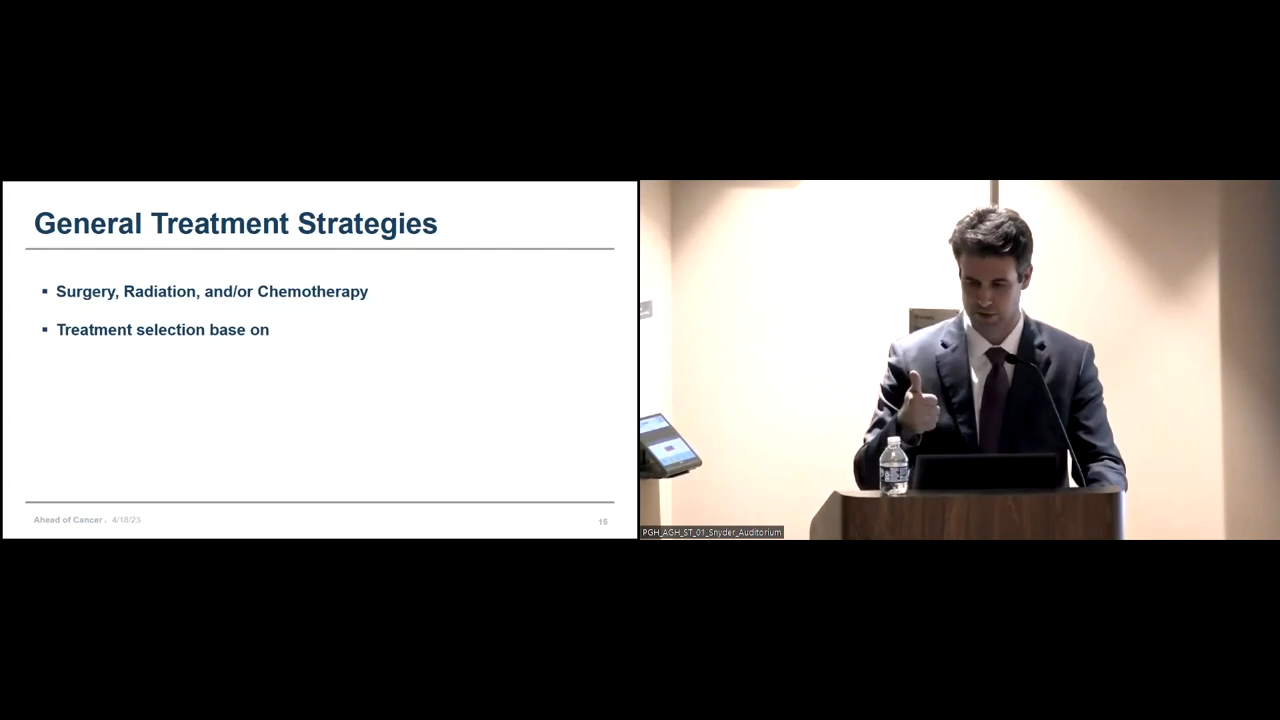 General Treatment Strategies
▪ Surgery, Radiation, and/or Chemotherapy
▪ Treatment selection base on
Ahead of Cancer | 4/18/23
15
PGH_AGH_ST_01_Snyder_Auditorium